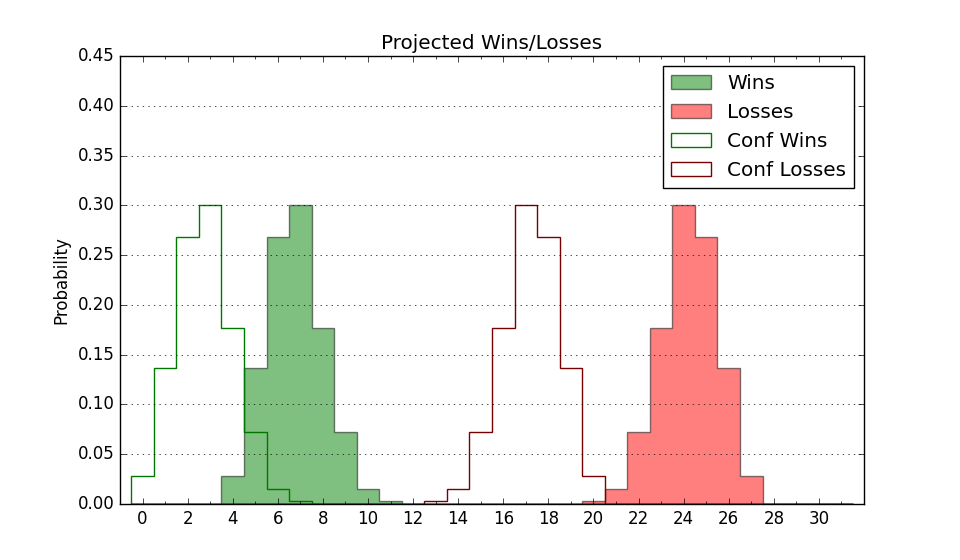 Projected Wins/Losses
0.45
0.40
0.35
0.30
0.25
0.20
0.15
0.10
0.05
0.00
Probability
Wins
Losses
Conf Wins
Conf Losses
0 2 4 6 8 10 12 14 16 18 20 22 24 26 28 30